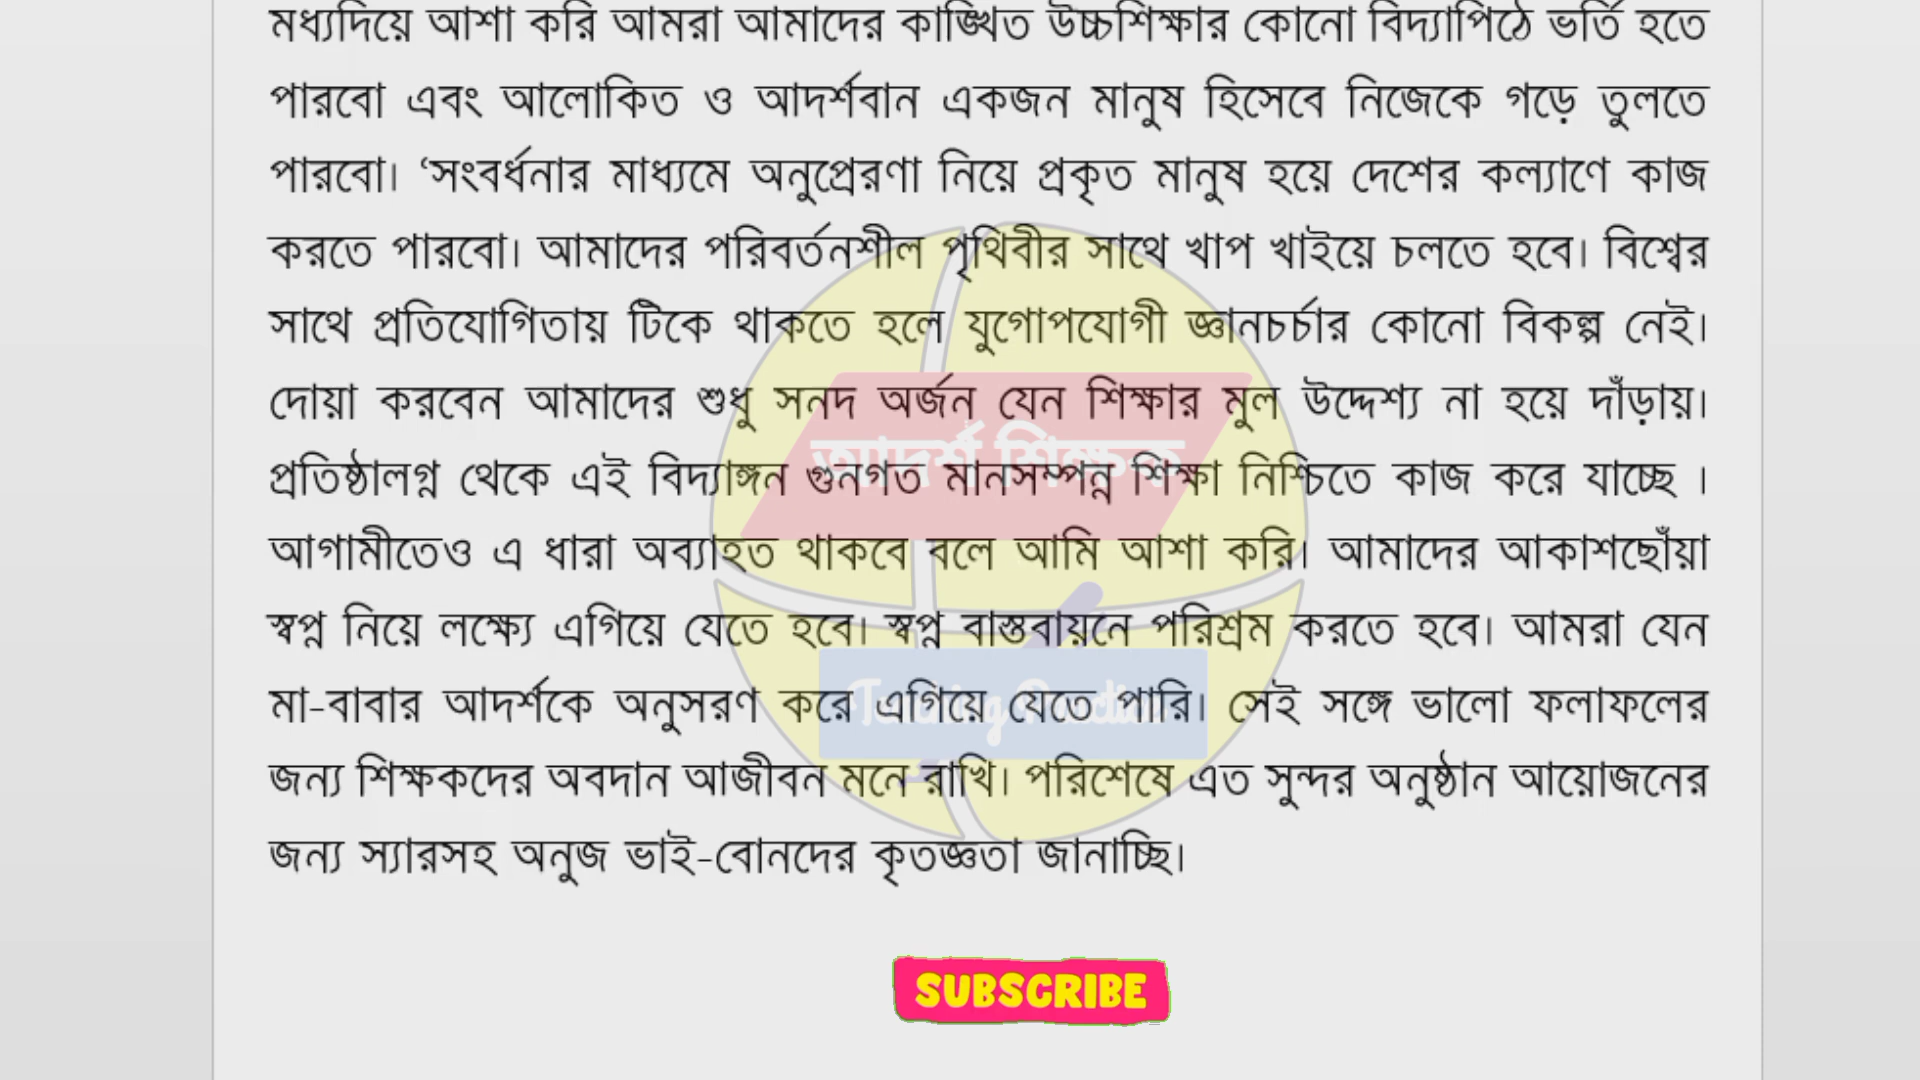 মধ্যদিয়ে আশা করি আমরা আমাদের কাঙ্খিত উচ্চশিক্ষার কোনো বিদ্যাপিঠে ভর্তি হতে
পারবো এবং আলোকিত ও আদর্শবান একজন মানুষ হিসেবে নিজেকে গড়ে তুলতে
পারবো। ‘সংবর্ধনার মাধ্যমে অনুপ্রেরণা নিয়ে প্রকৃত মানুষ হয়ে দেশের কল্যাণে কাজ
করতে পারবো। আমাদের পরিবর্তনশীল পৃথিবীর সাথে খাপ খাইয়ে চলতে হবে। বিশ্বের
সাথে প্রতিযোগিতায় টিকে থাকতে হলে যুগোপযোগী জ্ঞানচর্চার কোনো বিকল্প নেই।
দোয়া করবেন আমাদের শুধু সনদ অর্জন যেন শিক্ষার মুল উদ্দেশ্য না হয়ে দাঁড়ায়।
আদর্শ শিক্ষক
প্রতিষ্ঠালগ্ন থেকে এই বিদ্যাঙ্গন গুনগত মানসম্পন্ন শিক্ষা নিশ্চিতে কাজ করে যাচ্ছে ।
আগামীতেও এ ধারা অব্যাহত থাকবে বলে আমি আশা করি। আমাদের আকাশছোঁয়া
স্বপ্ন নিয়ে লক্ষ্যে এগিয়ে যেতে হবে। স্বপ্ন বাস্তবায়নে পরিশ্রম করতে হবে। আমরা যেন
মা-বাবার আদর্শকে অনুসরণ করে এগিয়ে যেতে পারি। সেই সঙ্গে ভালো ফলাফলের
Teaching Practice
জন্য শিক্ষকদের অবদান আজীবন মনে রাখি। পরিশেষে এত সুন্দর অনুষ্ঠান আয়োজনের
জন্য স্যারসহ অনুজ ভাই-বোনদের কৃতজ্ঞতা জানাচ্ছি।
SUBSCRIBE